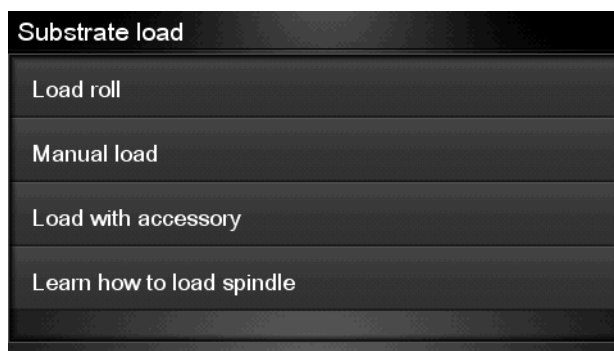 Substrate load
Load roll
Manual load
Load with accessory
Learn how to load spindle